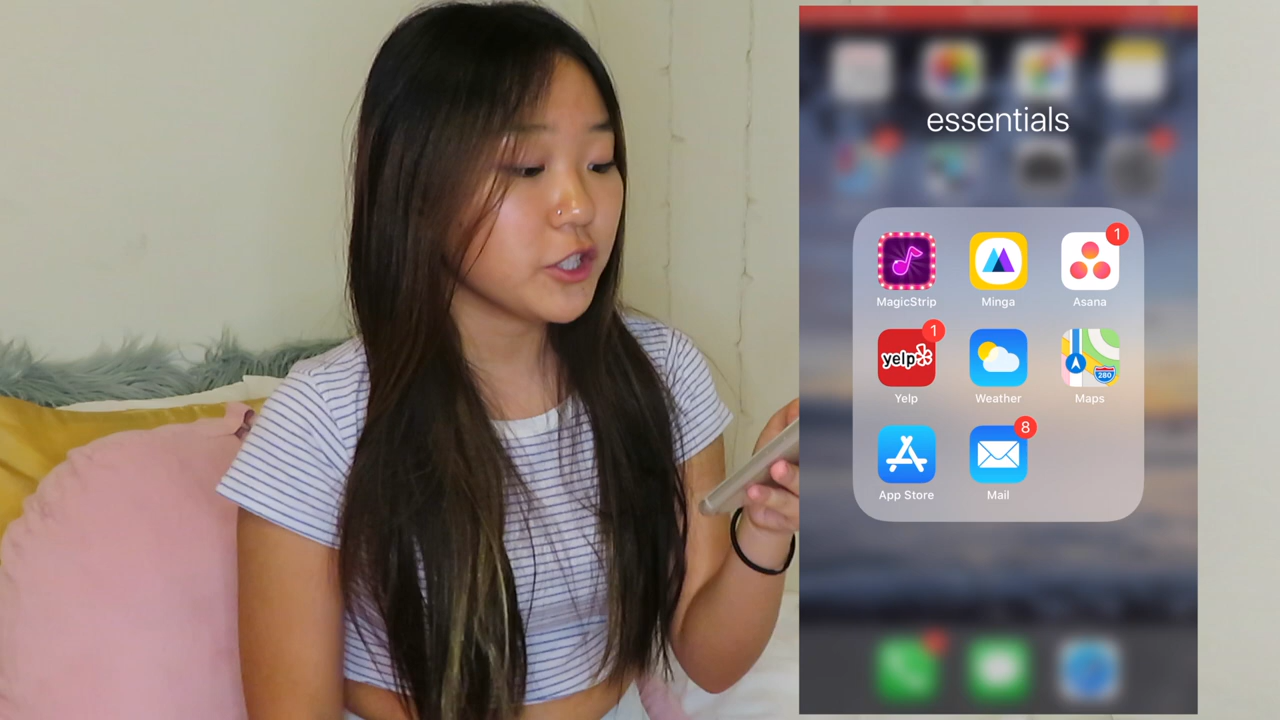 essentials
1
MagicStrip Minga Asana
yelp 1
280
Yelp Weather Maps
8
App Store Mail